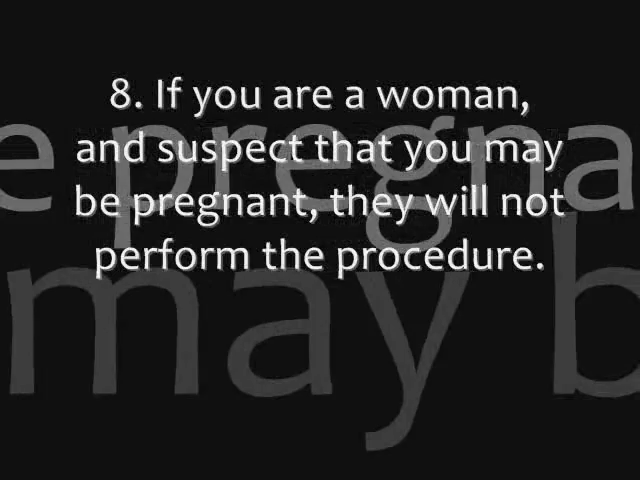 8. If you are a woman,
and suspect that you may
be pregnant, they will not
perform the procedure.
e pregna
may b